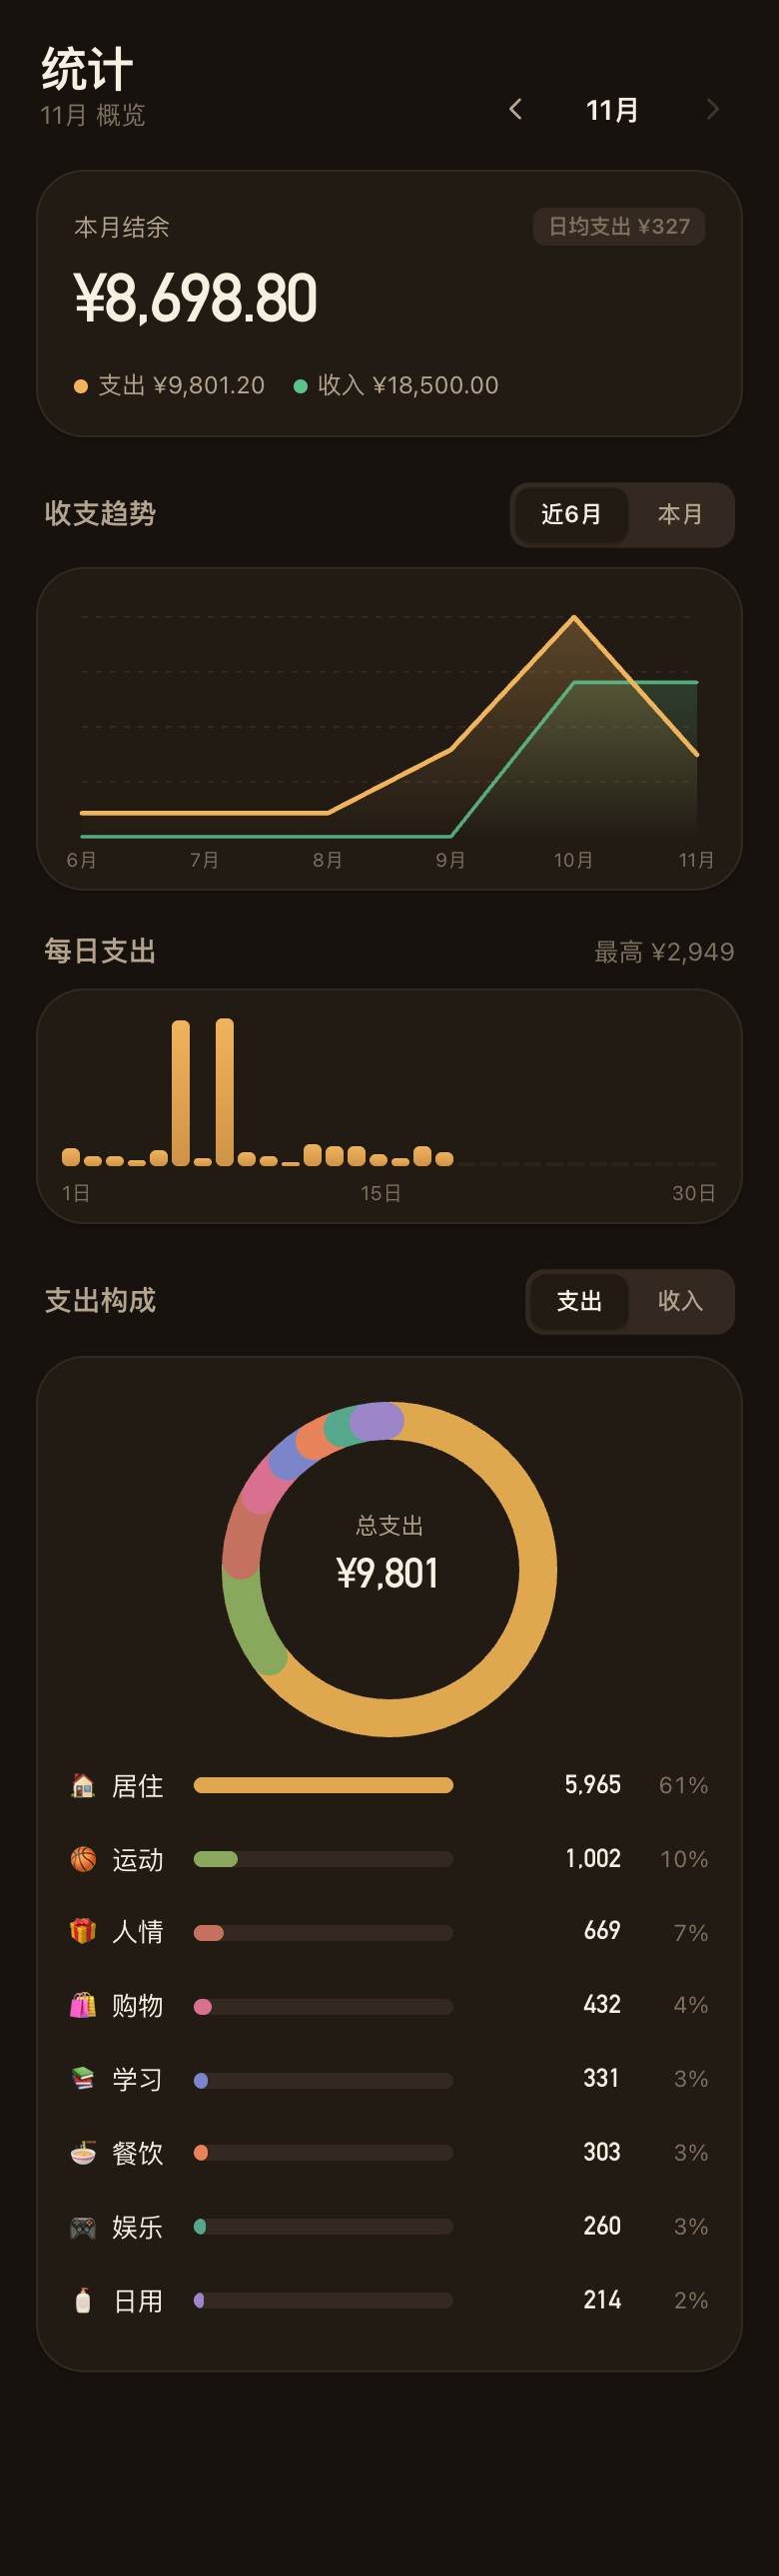 统计
11月 概览
11月
本月结余
日均支出 ¥327
¥8,698.80
支出 ¥9,801.20
收入 ¥18,500.00
收支趋势
近6月
本月
6月
7月
8月
9月
10月
11月
每日支出
最高 ¥2,949
1日
15日
30日
支出构成
支出
收入
总支出
¥9,801
居住 5,965 61%
运动 1,002 10%
人情 669 7%
购物 432 4%
学习 331 3%
餐饮 303 3%
娱乐 260 3%
日用 214 2%